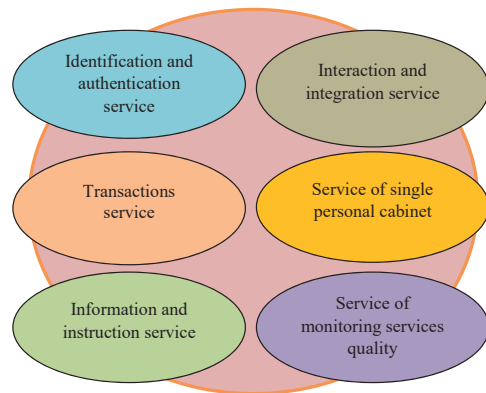 Identification and
authentication
service
Interaction and
integration service
Transactions
service
Service of single
personal cabinet
Information and
instruction service
Service of
monitoring services
quality